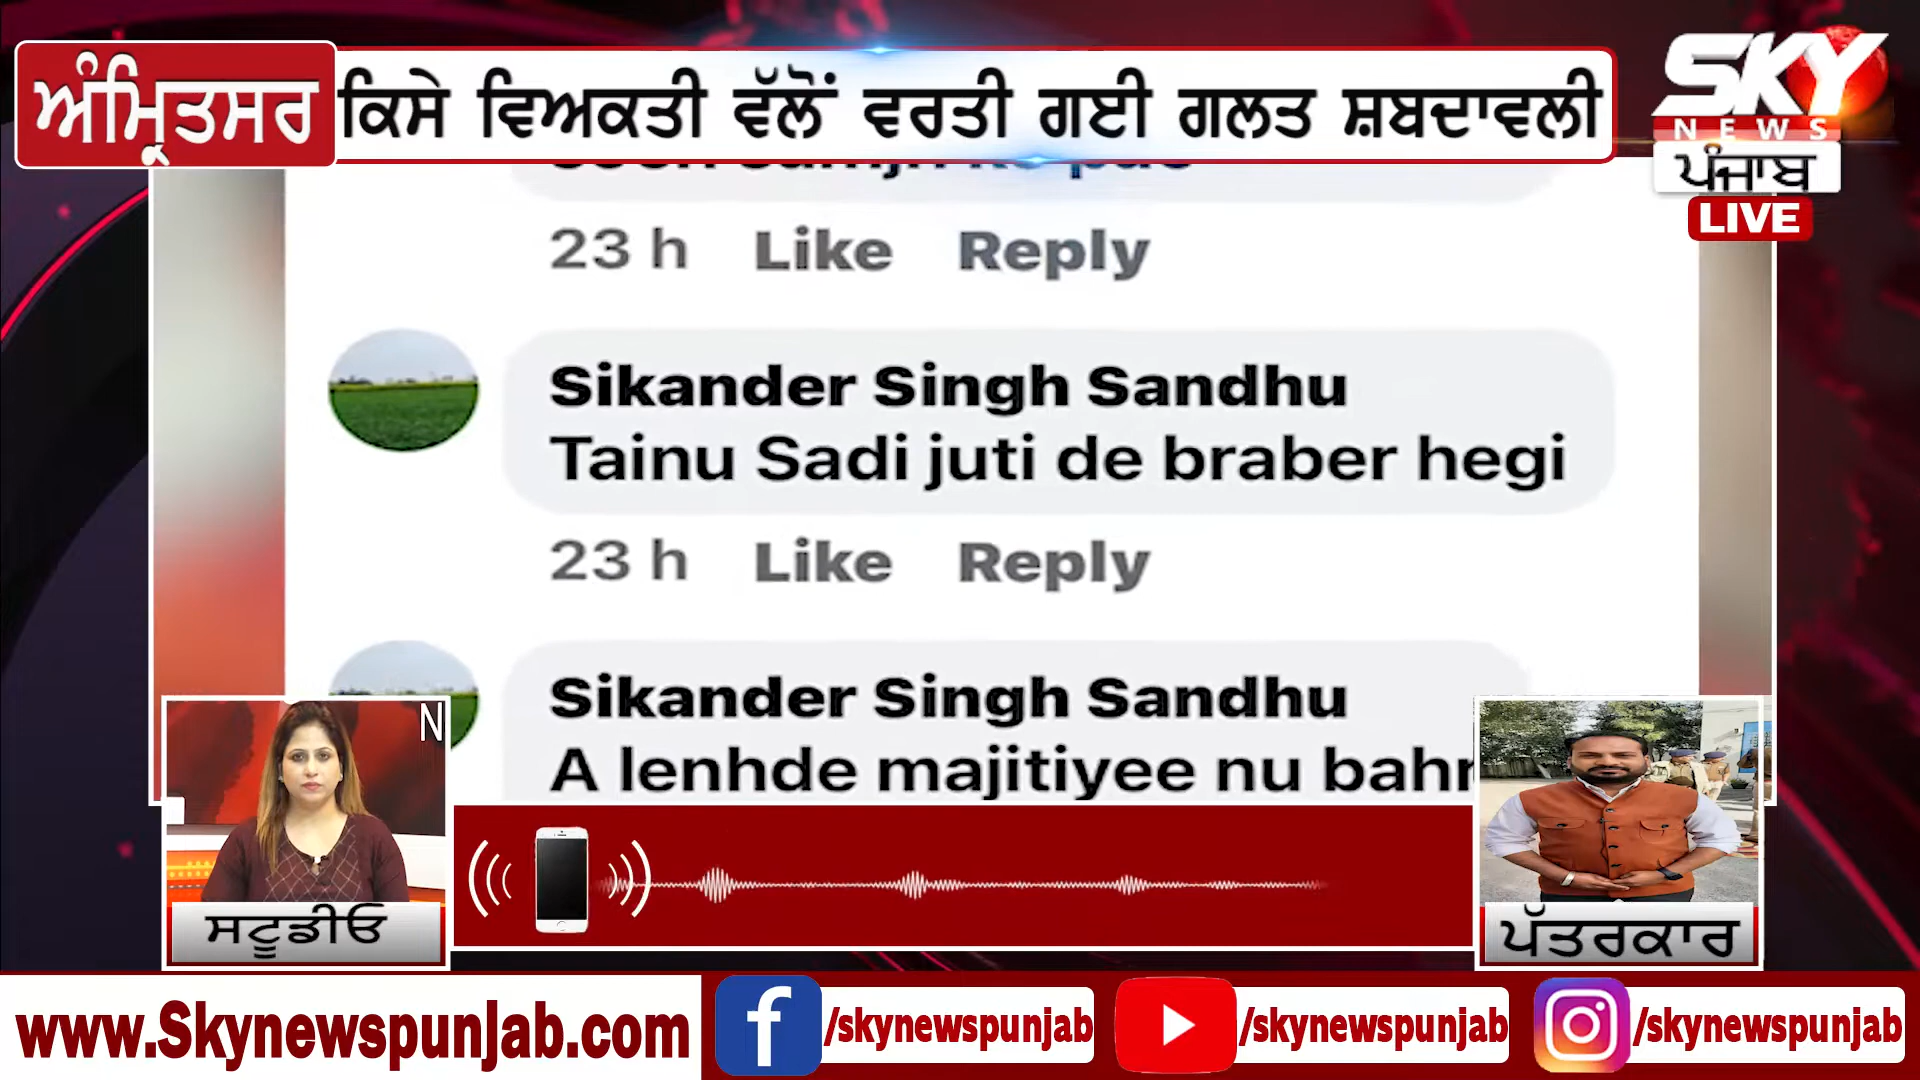 ਅੰਮ੍ਰਿਤਸਰ
ਕਿਸੇ ਵਿਅਕਤੀ ਵੱਲੋਂ ਵਰਤੀ ਗਈ ਗਲਤ ਸ਼ਬਦਾਵਲੀ
SKY
NEWS
ਪੰਜਾਬ
LIVE
23 h Like Reply
Sikander Singh Sandhu
Tainu Sadi juti de braber hegi
23 h Like Reply
Sikander Singh Sandhu
A lenhde majitiyee nu
N
ਸਟੂਡੀਓ
ਪੱਤਰਕਾਰ
www.SkynewspunJab.com
/skynewspunjab
/skynewspunjab
/skynewspunjab